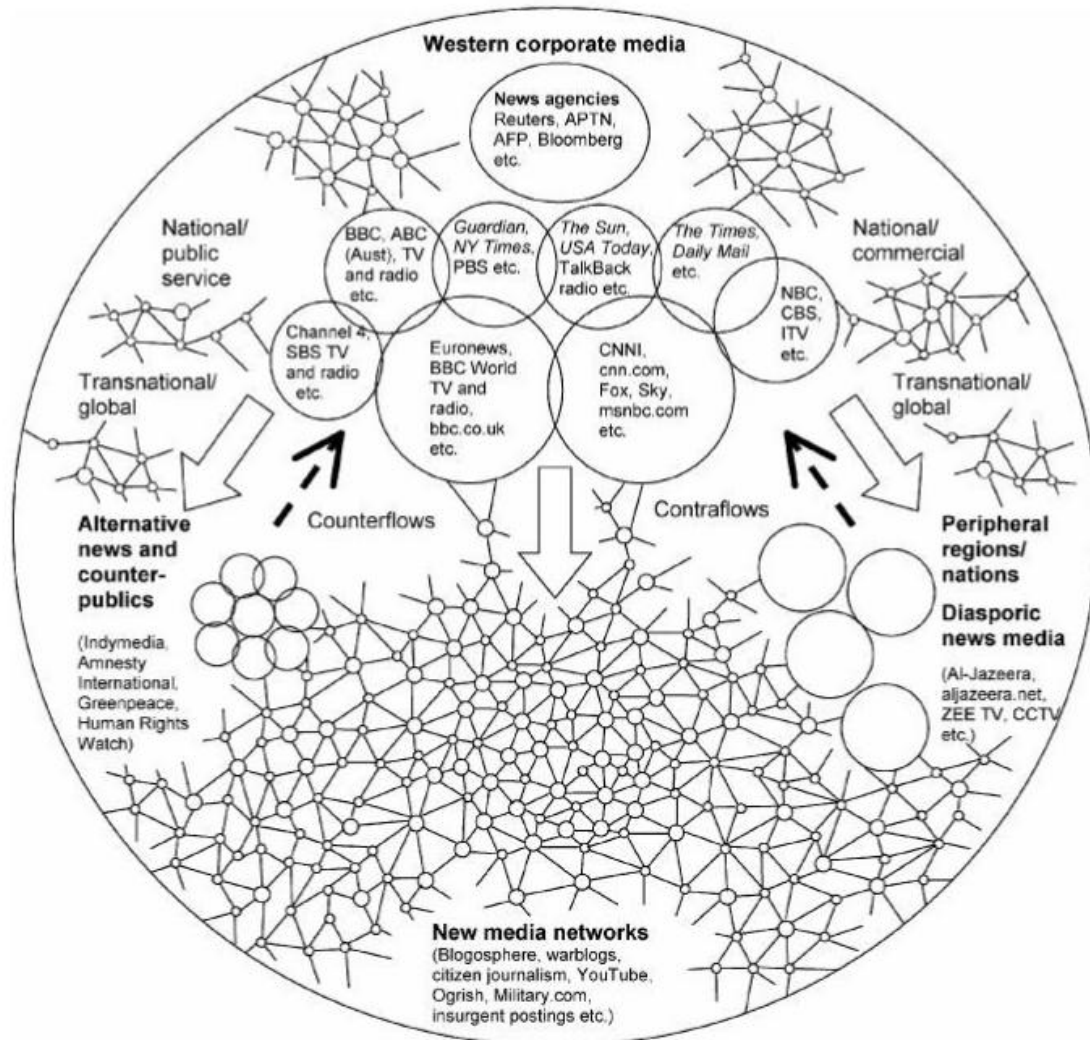 Western corporate media
News agencies
Reuters, APTN,
AFP, Bloomberg
etc.
National/
public
service
BBC, ABC
(Aust), TV
and radio
etc.
Guardian,
NY Times,
PBS etc.
The Sun,
USA Today,
TalkBack
radio etc.
The Times,
Daily Mail
etc.
National/
commercial
NBC,
CBS,
ITV
etc.
Channel 4,
SBS TV
and radio
etc.
Euronews,
BBC World
TV and
radio,
bbc.co.uk
etc.
CNNI,
cnn.com,
Fox, Sky,
msnbc.com
etc.
Transnational/
global
Transnational/
global
Counterflows
Contraflows
Alternative
news and
counter-
publics
(Indymedia,
Amnesty
International,
Greenpeace,
Human Rights
Watch)
Peripheral
regions/
nations
Diasporic
news media
(Al-Jazeera,
aljazeera.net,
ZEE TV, CCTV
etc.)
New media networks
(Blogosphere, warblogs,
citizen journalism, YouTube,
Ogrish, Military.com,
insurgent postings etc.)